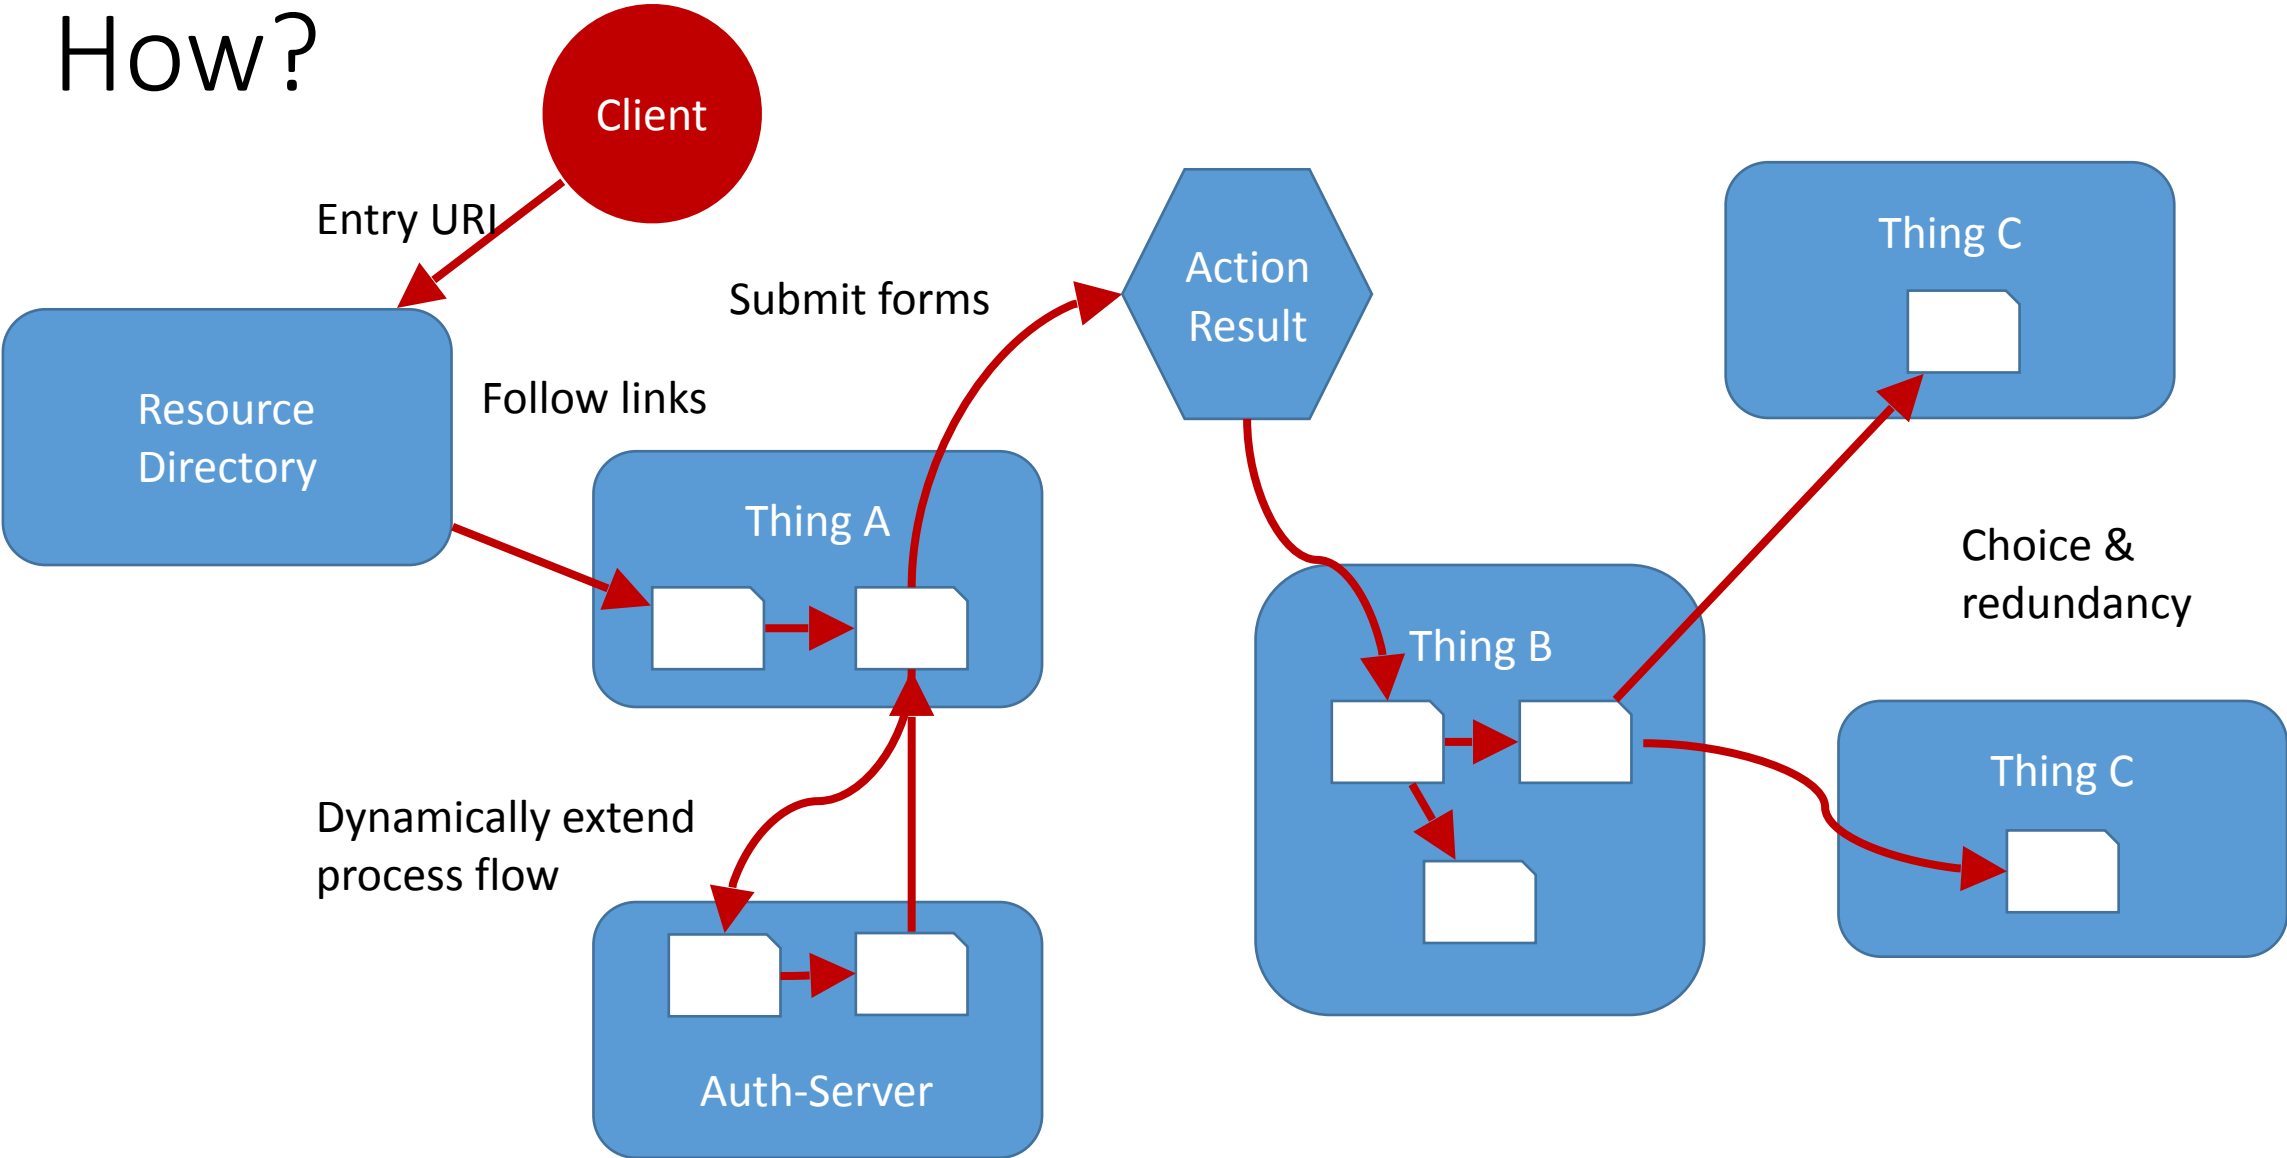 How?
Client
Entry URI
Resource
Directory
Follow links
Submit forms
Thing A
Action
Result
Thing C
Choice &
redundancy
Thing B
Thing C
Dynamically extend
process flow
Auth-Server